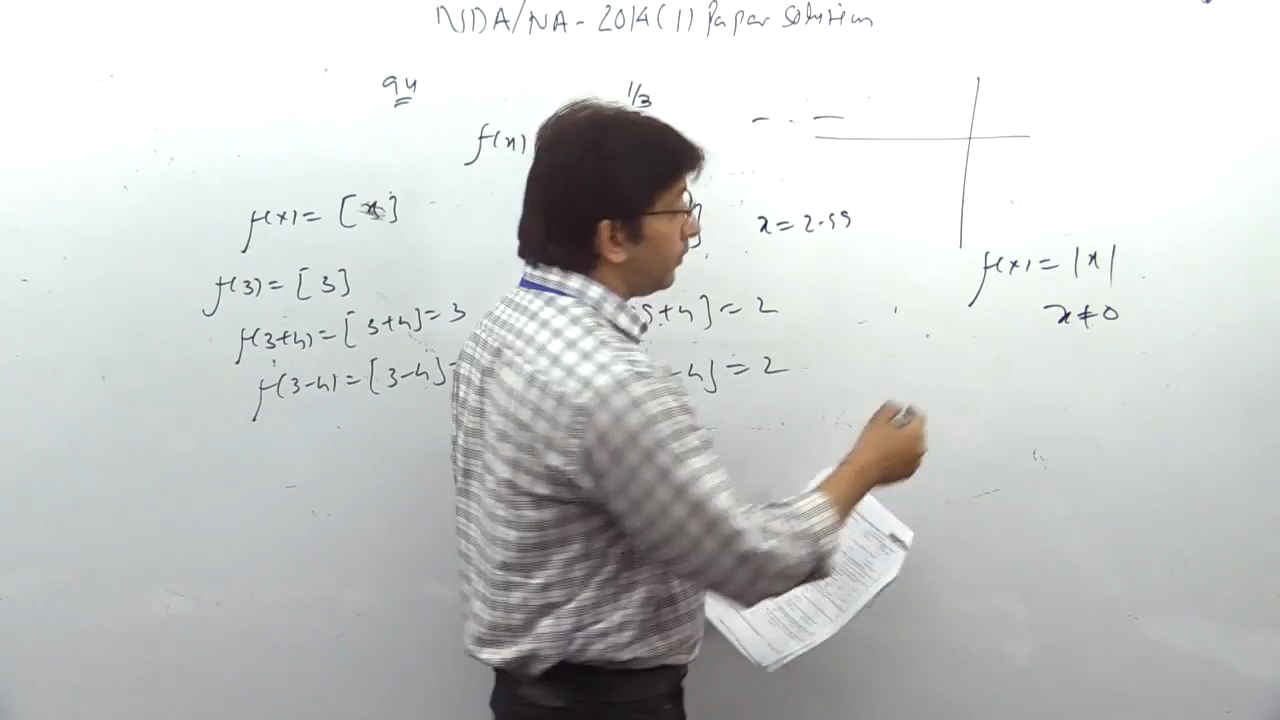 NDA/NA-2014(1) Paper Solution
94
1/3
f(x)
f(x) = [x]
x = 2.99
f(3) = [3]
f(x) = |x|
f(3+h) = [3+h] = 3
5+h] = 2
x≠0
f(3-h) = [3-h] =
-h] = 2